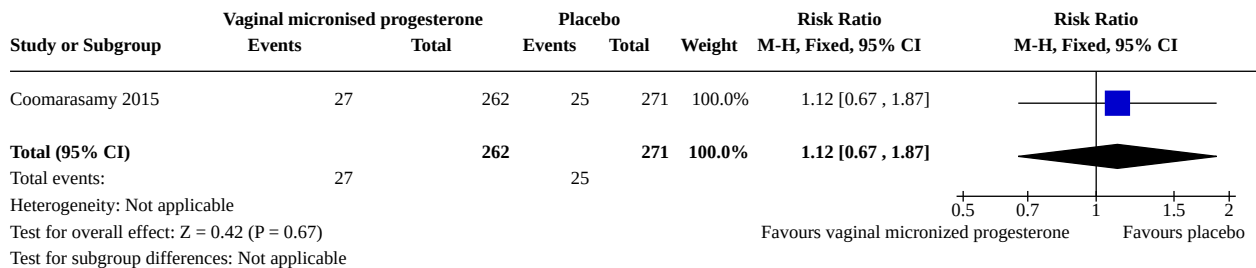 Vaginal micronised progesterone Placebo Risk Ratio Risk Ratio
Study or Subgroup Events Total Events Total Weight M-H, Fixed, 95% CI M-H, Fixed, 95% CI
Coomarasamy 2015 27 262 25 271 100.0% 1.12 [0.67 , 1.87]
Total (95% CI) 262 271 100.0% 1.12 [0.67 , 1.87]
Total events: 27 25
Heterogeneity: Not applicable 0.5 0.7 1 1.5 2
Test for overall effect: Z = 0.42 (P = 0.67) Favours vaginal micronized progesterone Favours placebo
Test for subgroup differences: Not applicable